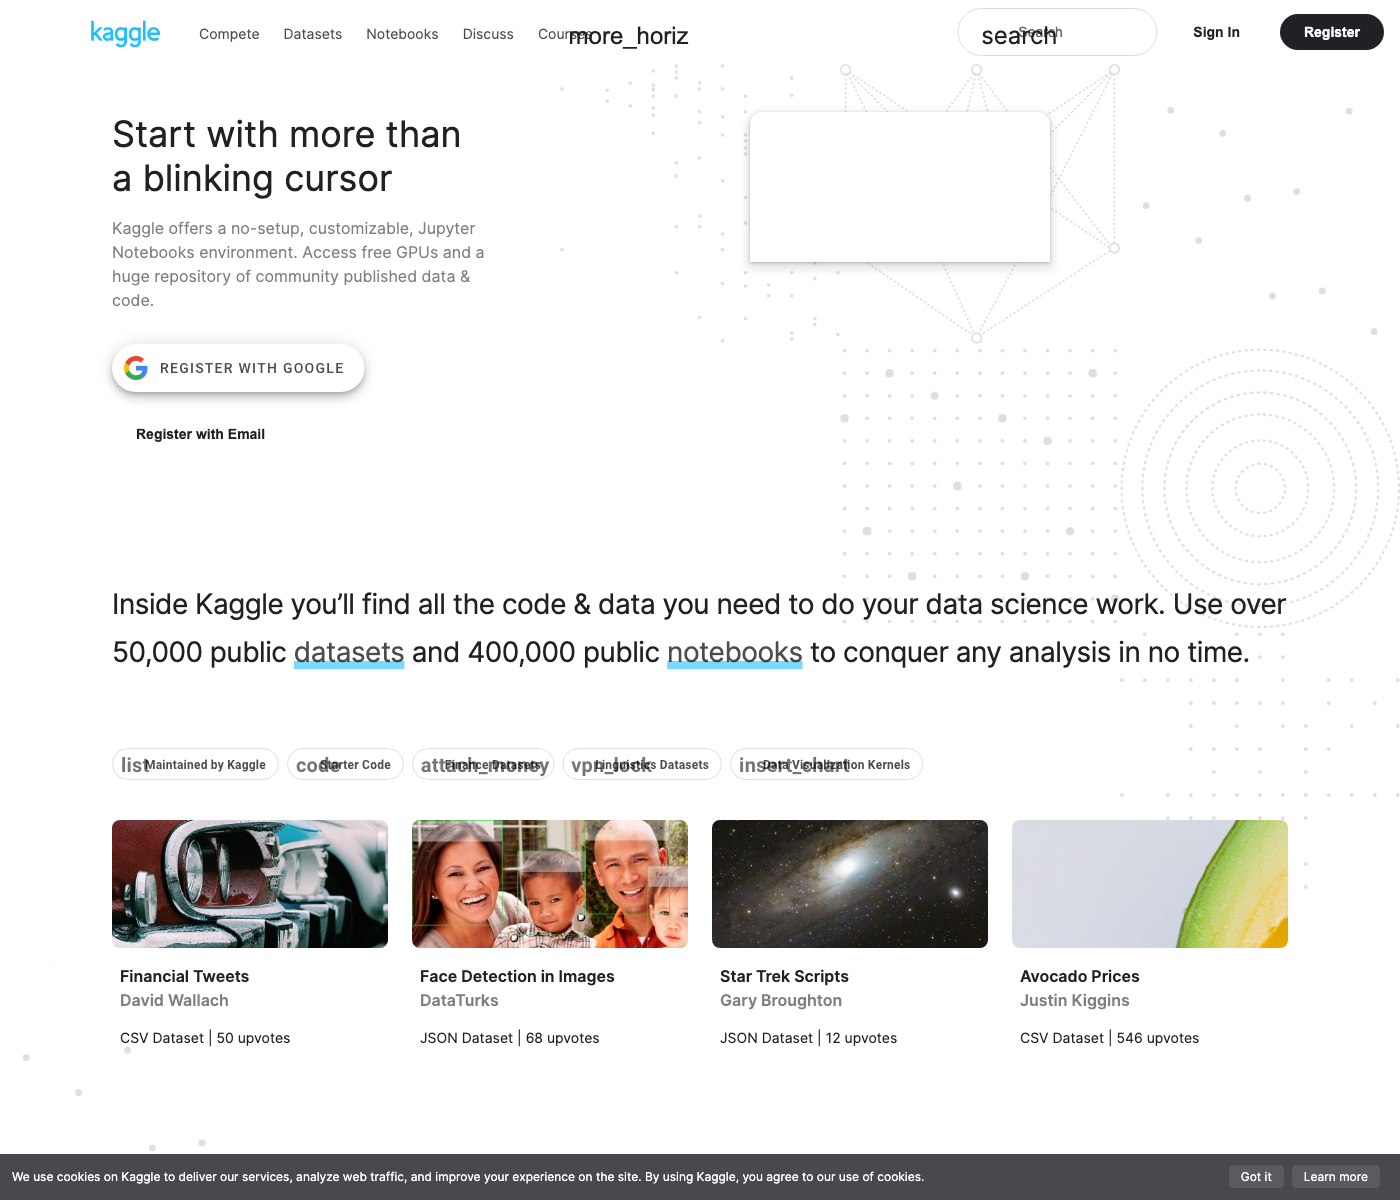 kaggle
Compete Datasets Notebooks Discuss Courses more_horiz
search Search
Sign In
Register
Start with more than
a blinking cursor
Kaggle offers a no-setup, customizable, Jupyter
Notebooks environment. Access free GPUs and a
huge repository of community published data &
code.
REGISTER WITH GOOGLE
Register with Email
Inside Kaggle you’ll find all the code & data you need to do your data science work. Use over
50,000 public datasets and 400,000 public notebooks to conquer any analysis in no time.
list Maintained by Kaggle
code Starter Code
attach_money Finance Datasets
vpn_lock Linguistics Datasets
insert_chart Data Visualization Kernels
Financial Tweets
David Wallach
CSV Dataset | 50 upvotes
Face Detection in Images
DataTurks
JSON Dataset | 68 upvotes
Star Trek Scripts
Gary Broughton
JSON Dataset | 12 upvotes
Avocado Prices
Justin Kiggins
CSV Dataset | 546 upvotes
We use cookies on Kaggle to deliver our services, analyze web traffic, and improve your experience on the site. By using Kaggle, you agree to our use of cookies.
Got it
Learn more